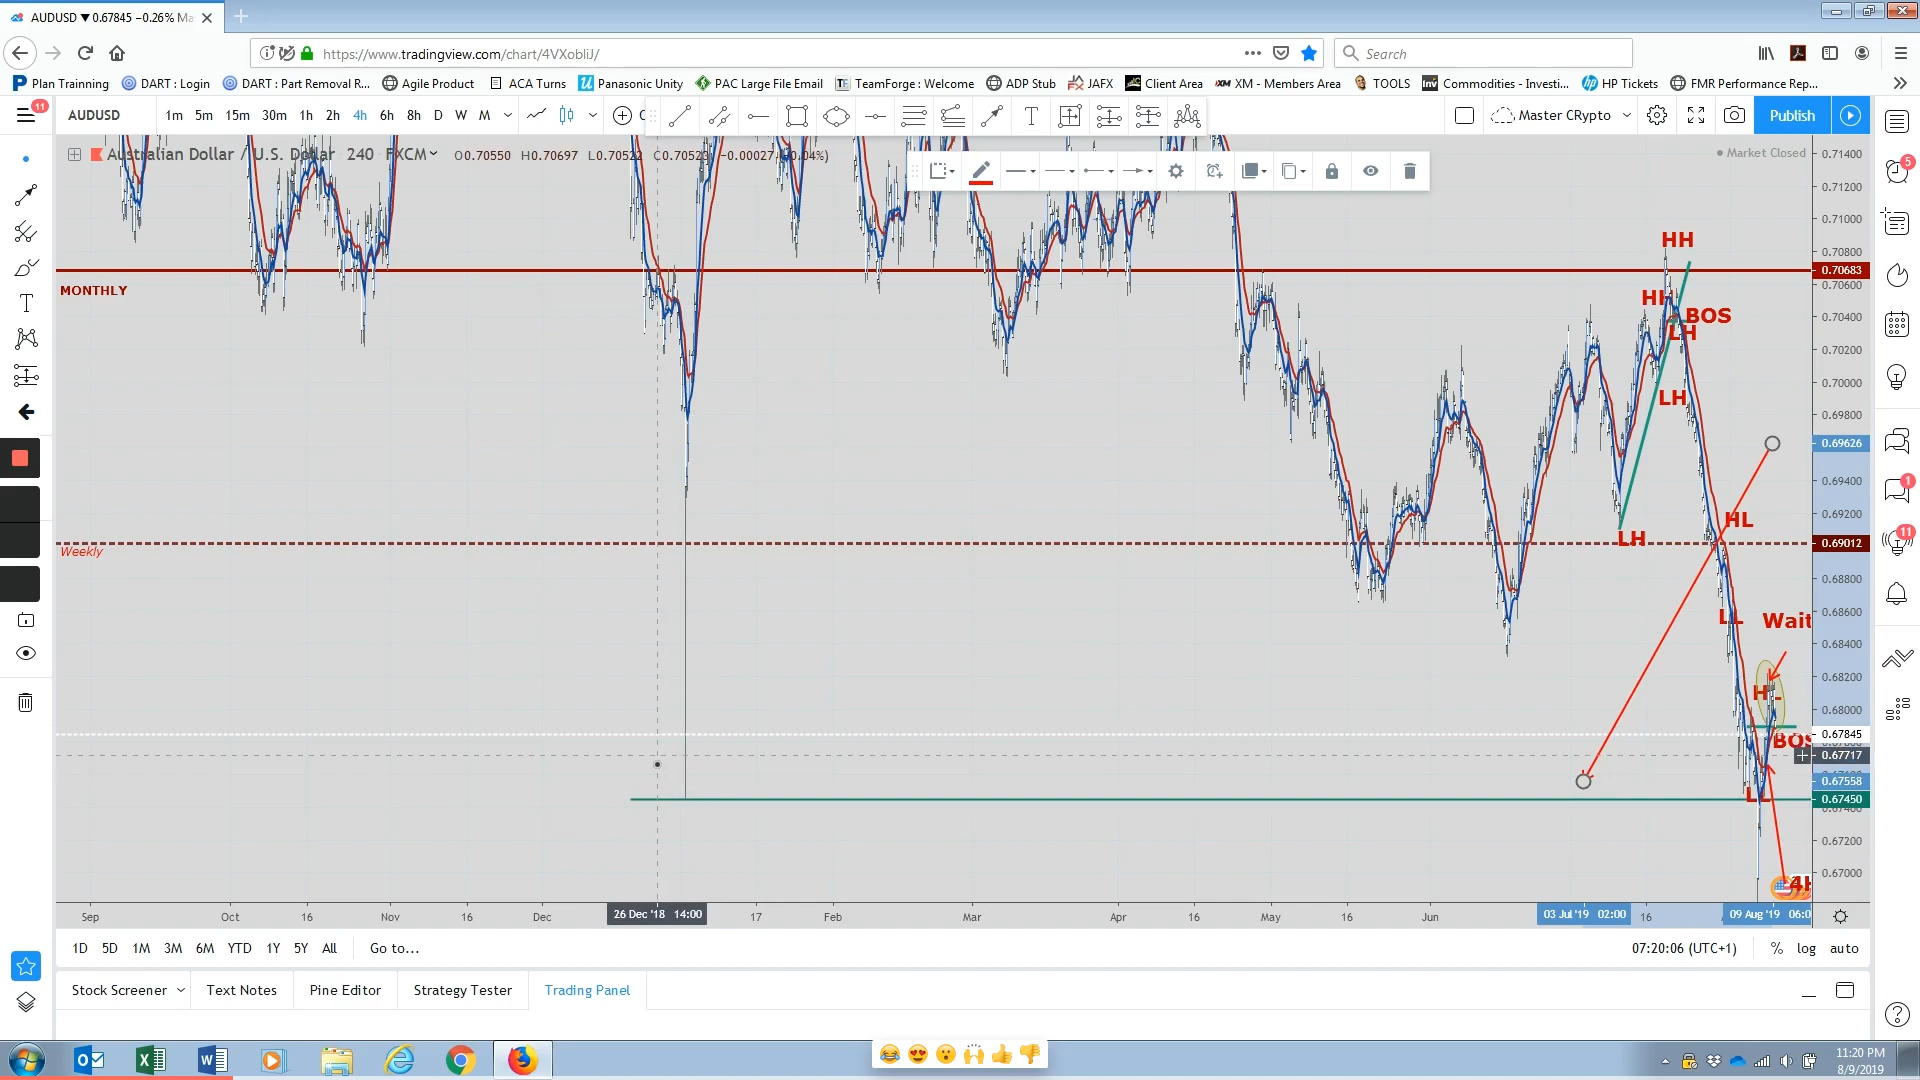 AUDUSD ▼ 0.67845 −0.26% Ma
https://www.tradingview.com/chart/4VXobliJ/
Search
Plan Trainning
DART : Login
DART : Part Removal R...
Agile Product
ACA Turns
Panasonic Unity
PAC Large File Email
TeamForge : Welcome
ADP Stub
JAFX
Client Area
XM - Members Area
TOOLS
Commodities - Investi...
HP Tickets
FMR Performance Rep...
11
AUDUSD
1m 5m 15m 30m 1h 2h 4h 6h 8h D W M
Master CRypto
Publish
Australian Dollar / U.S. Dollar 240 FXCM
O0.70550 H0.70697 L0.70522 C0.70523 −0.00027
Market Closed
5
0.71400
0.71200
0.71000
HH
0.70800
0.70683
MONTHLY
0.70600
BOS
0.70400
LH
0.70200
0.70000
LH
0.69800
0.69626
0.69400
1
HL
0.69200
LH
0.69012
11
Weekly
0.68800
0.68600
LL
Wait
0.68400
0.68200
0.68000
0.67845
BOS
0.67717
0.67558
LL
0.67450
0.67200
0.67000
Sep Oct 16 Nov 16 Dec 26 Dec '18 14:00 17 Feb Mar Apr 16 May 16 Jun 03 Jul '19 02:00 16 09 Aug '19 06:0
1D 5D 1M 3M 6M YTD 1Y 5Y All Go to...
07:20:06 (UTC+1) % log auto
Stock Screener Text Notes Pine Editor Strategy Tester Trading Panel
11:20 PM
8/9/2019